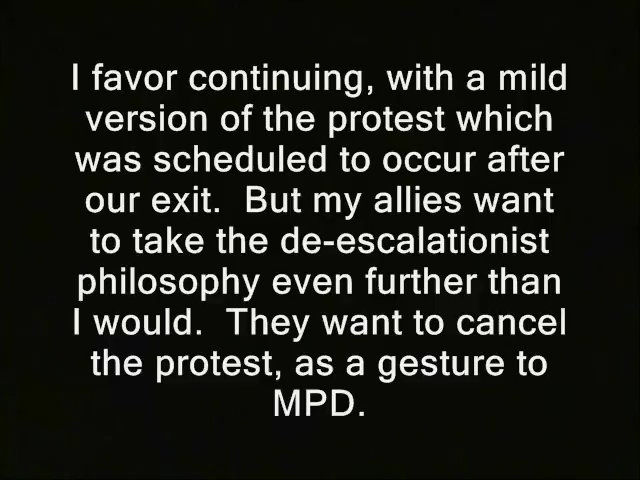 I favor continuing, with a mild
version of the protest which
was scheduled to occur after
our exit.  But my allies want
to take the de-escalationist
philosophy even further than
I would.  They want to cancel
the protest, as a gesture to
MPD.